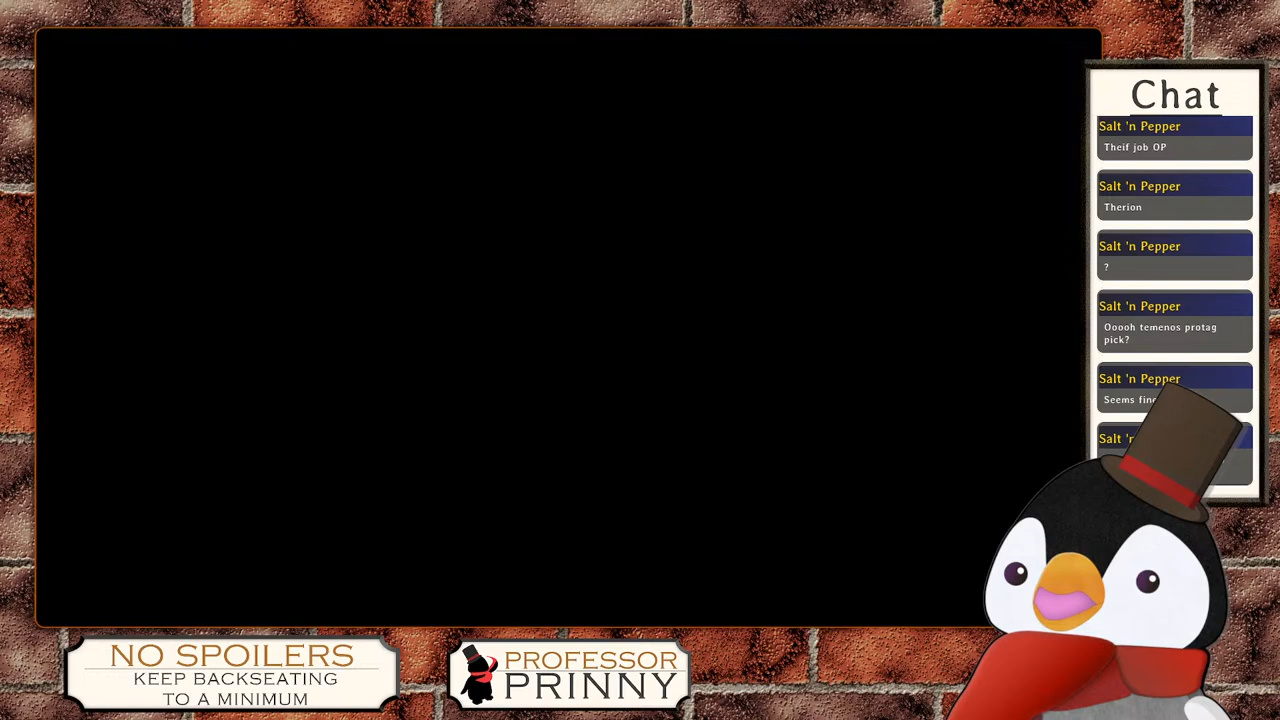 Chat
Salt 'n Pepper
Theif job OP
Salt 'n Pepper
Therion
Salt 'n Pepper
?
Salt 'n Pepper
Ooooh temenos protag
pick?
Salt 'n Pepper
Seems fine
Salt 'n
NO SPOILERS
KEEP BACKSEATING
TO A MINIMUM
PROFESSOR
PRINNY